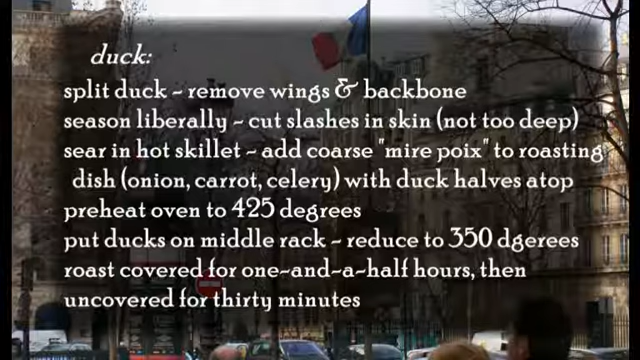 duck:
split duck ~ remove wings & backbone
season liberally ~ cut slashes in skin (not too deep)
sear in hot skillet ~ add coarse "mire poix" to roasting
dish (onion, carrot, celery) with duck halves atop
preheat oven to 425 degrees
put ducks on middle rack ~ reduce to 350 dgerees
roast covered for one~and~a~half hours, then
uncovered for thirty minutes